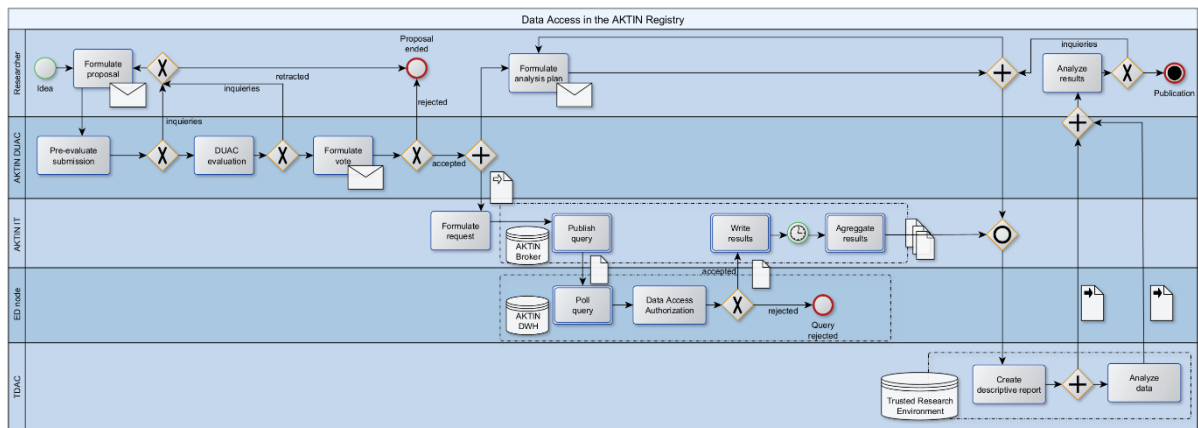 Data Access in the AKTIN Registry
Researcher
Idea
Formulate
proposal
retracted
inquieries
inquieries
Proposal
ended
rejected
Formulate
analysis plan
inquieries
Analyze
results
Publication
AKTIN DUAC
Pre-evaluate
submission
DUAC
evaluation
Formulate
vote
accepted
AKTIN IT
Formulate
request
AKTIN
Broker
Publish
query
Write
results
Agreggate
results
accepted
ED node
AKTIN
DWH
Poll
query
Data Access
Authorization
rejected
Query
rejected
TDAC
Trusted Research
Environment
Create
descriptive report
Analyze
data